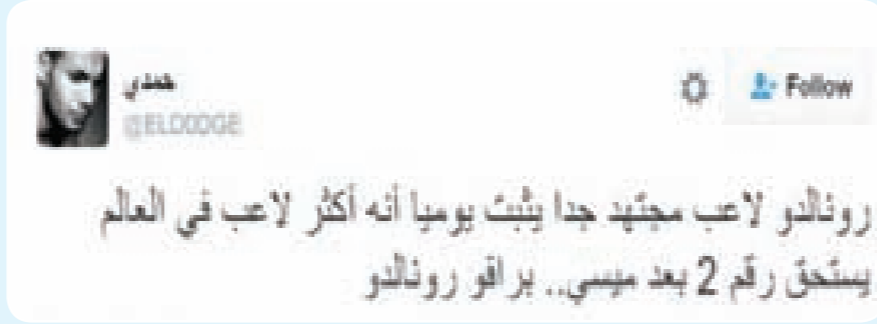 حمدي
@ELDODGE
Follow
رونالدو لاعب مجتهد جدا يثبت يوميا أنه أكثر لاعب في العالم
يستحق رقم 2 بعد ميسي.. برافو رونالدو